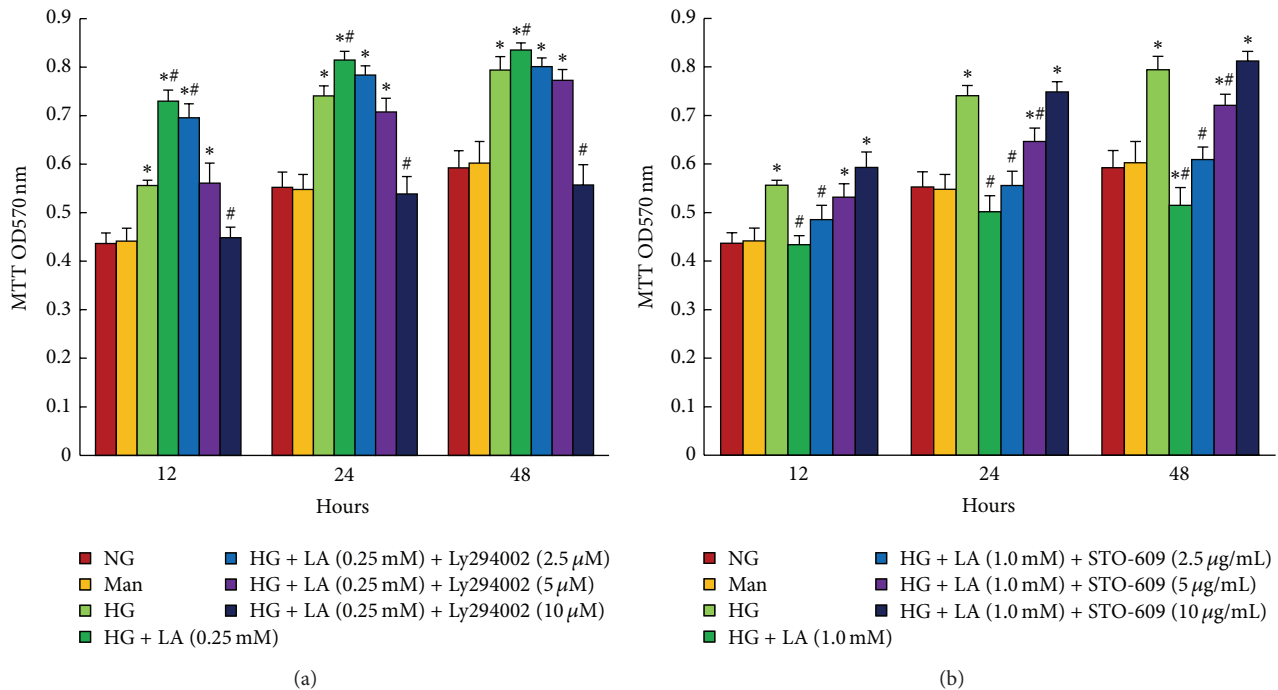 MTT OD570 nm
0.9
0.8
0.7
0.6
0.5
0.4
0.3
0.2
0.1
0
* *# *# * #
* *# * * #
* *# * * #
12 24 48
Hours
NG
Man
HG
HG + LA (0.25 mM)
HG + LA (0.25 mM) + Ly294002 (2.5 μM)
HG + LA (0.25 mM) + Ly294002 (5 μM)
HG + LA (0.25 mM) + Ly294002 (10 μM)
(a)
MTT OD570 nm
0.9
0.8
0.7
0.6
0.5
0.4
0.3
0.2
0.1
0
* # # * *
* # # *# *
* *# # *# *
12 24 48
Hours
NG
Man
HG
HG + LA (1.0 mM)
HG + LA (1.0 mM) + STO-609 (2.5 μg/mL)
HG + LA (1.0 mM) + STO-609 (5 μg/mL)
HG + LA (1.0 mM) + STO-609 (10 μg/mL)
(b)